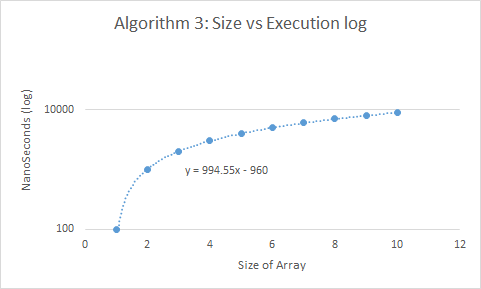 Algorithm 3: Size vs Execution log
NanoSeconds (log)
10000
100
y = 994.55x - 960
0 2 4 6 8 10 12
Size of Array